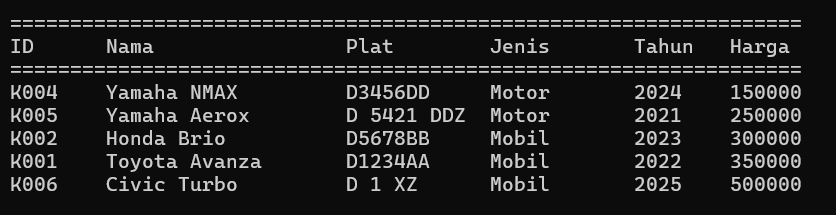 ==================================================================
ID      Nama                Plat        Jenis       Tahun   Harga
==================================================================
K004    Yamaha NMAX         D3456DD     Motor       2024    150000
K005    Yamaha Aerox        D 5421 DDZ  Motor       2021    250000
K002    Honda Brio          D5678BB     Mobil       2023    300000
K001    Toyota Avanza       D1234AA     Mobil       2022    350000
K006    Civic Turbo         D 1 XZ      Mobil       2025    500000